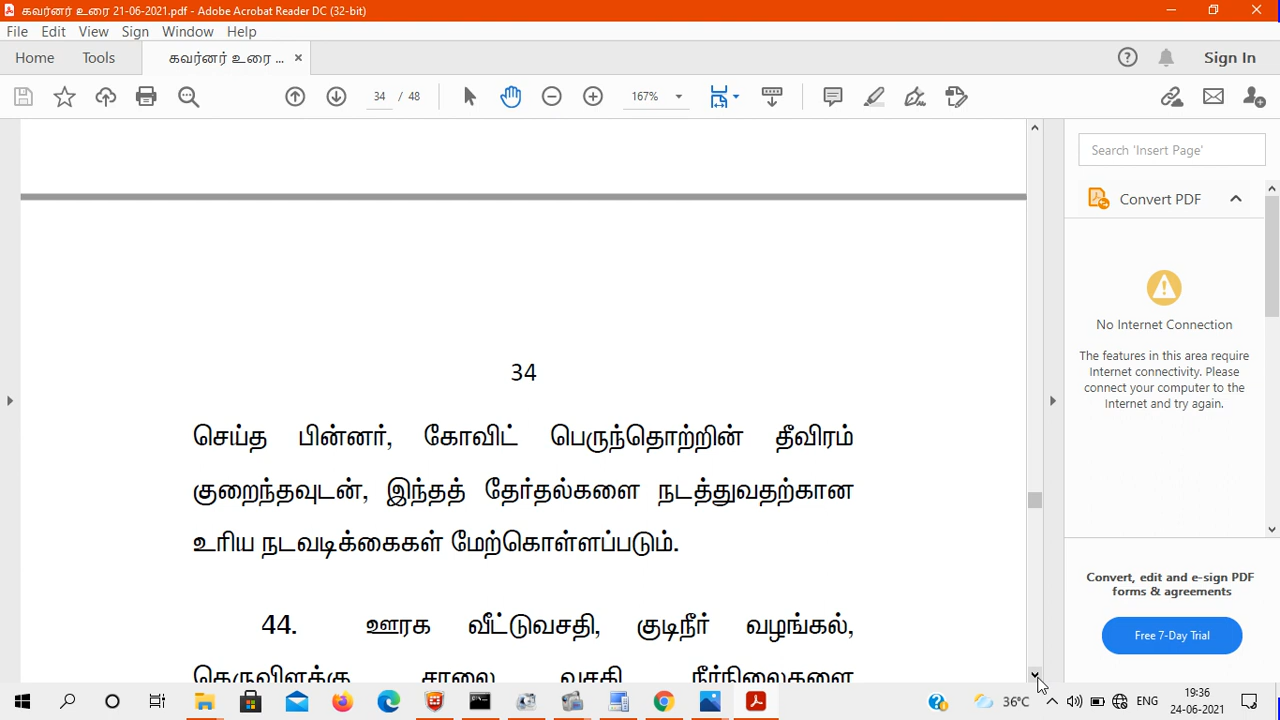 கவர்னர் உரை 21-06-2021.pdf - Adobe Acrobat Reader DC (32-bit)
File Edit View Sign Window Help
Home Tools கவர்னர் உரை ... × Sign In
34 / 48 167%
Search 'Insert Page'
Convert PDF
No Internet Connection
The features in this area require
Internet connectivity. Please
connect your computer to the
Internet and try again.
34
செய்த பின்னர், கோவிட் பெருந்தொற்றின் தீவிரம்
குறைந்தவுடன், இந்தத் தேர்தல்களை நடத்துவதற்கான
உரிய நடவடிக்கைகள் மேற்கொள்ளப்படும்.
44. ஊரக வீட்டுவசதி, குடிநீர் வழங்கல்,
தெருவிளக்கு சாலை வசதி நீர்நிலைகளை
Convert, edit and e-sign PDF
forms & agreements
Free 7-Day Trial
36°C ENG 19:36
24-06-2021